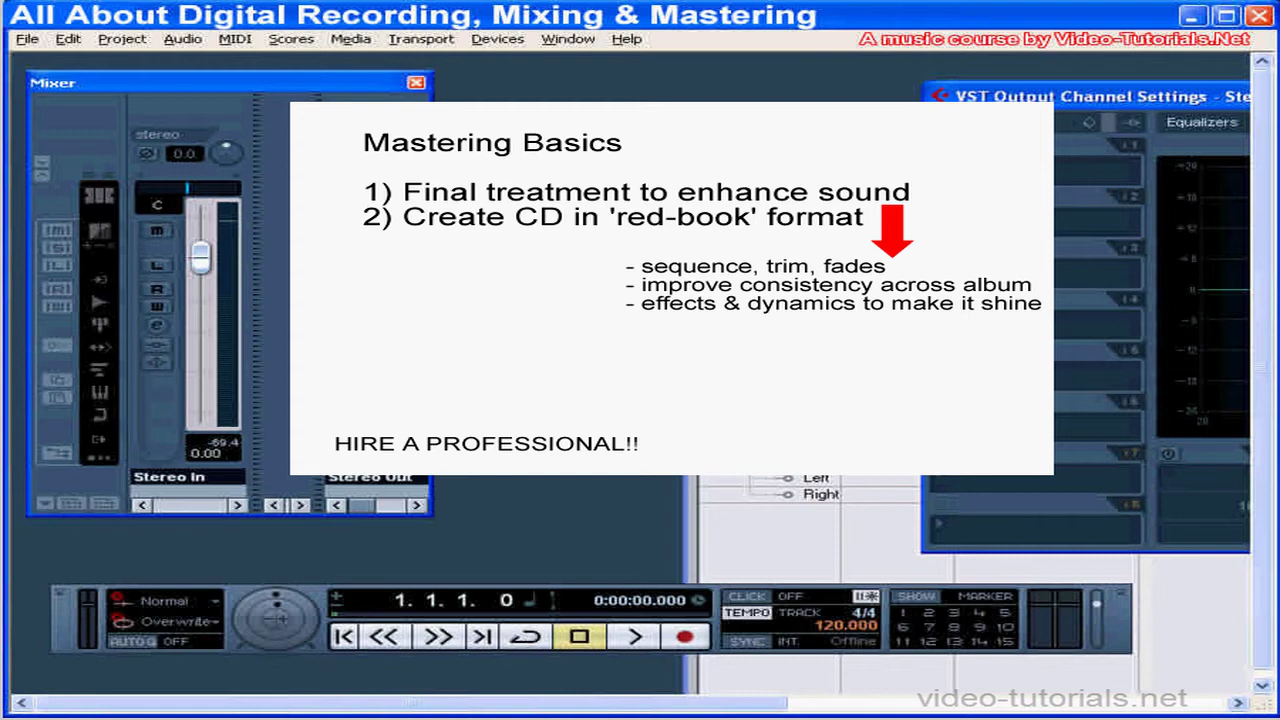 All About Digital Recording, Mixing & Mastering
File Edit Project Audio MIDI Scores Media Transport Devices Window Help
A music course by Video-Tutorials.Net
Mixer
VST Output Channel Settings - Ste
Equalizers
stereo
0.0
C
Mastering Basics
1) Final treatment to enhance sound
2) Create CD in 'red-book' format
- sequence, trim, fades
- improve consistency across album
- effects & dynamics to make it shine
HIRE A PROFESSIONAL!!
-69.4
0.00
Stereo In
Stereo Out
Left
Right
Normal
Overwrite
AUTO Q OFF
1. 1. 1. 0
0:00:00.000
CLICK OFF
TEMPO TRACK 4/4
120.000
SYNC INT. Offline
SHOW MARKER
1 2 3 4 5
6 7 8 9 10
11 12 13 14 15
video-tutorials.net